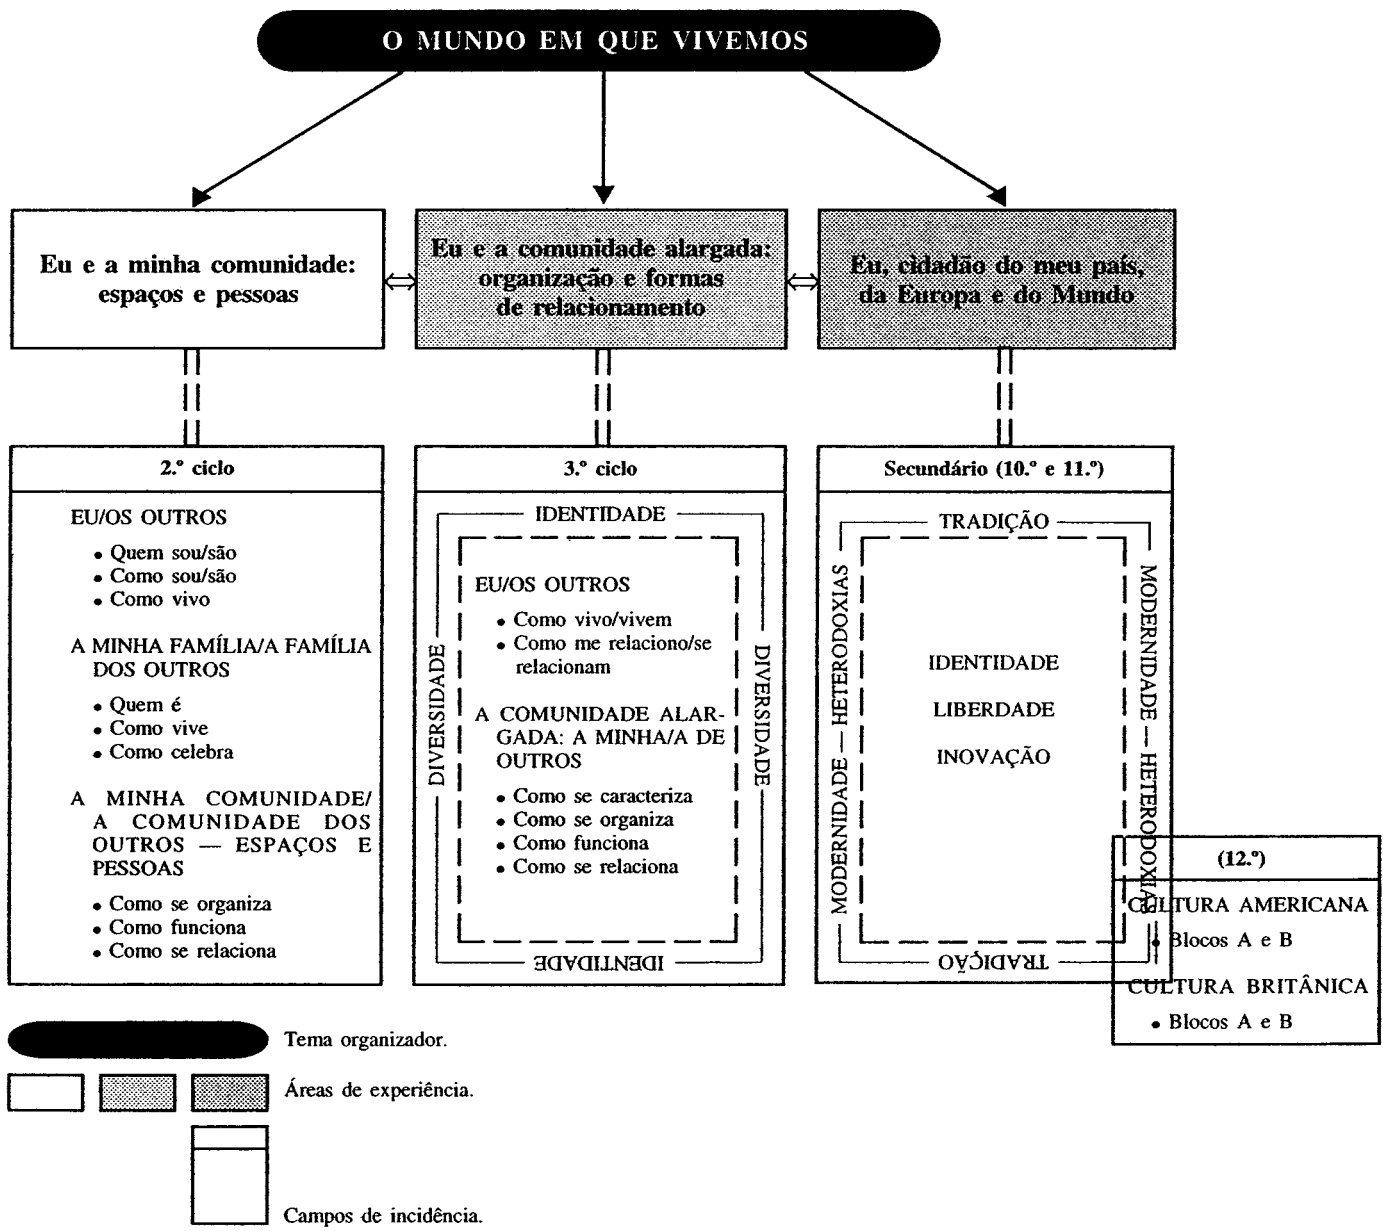 O MUNDO EM QUE VIVEMOS
Eu e a minha comunidade:
espaços e pessoas
Eu e a comunidade alargada:
organização e formas
de relacionamento
Eu, cidadão do meu país,
da Europa e do Mundo
2.º ciclo
EU/OS OUTROS
• Quem sou/são
• Como sou/são
• Como vivo
A MINHA FAMÍLIA/A FAMÍLIA
DOS OUTROS
• Quem é
• Como vive
• Como celebra
A MINHA COMUNIDADE/
A COMUNIDADE DOS
OUTROS — ESPAÇOS E
PESSOAS
• Como se organiza
• Como funciona
• Como se relaciona
3.º ciclo
IDENTIDADE
DIVERSIDADE
EU/OS OUTROS
• Como vivo/vivem
• Como me relaciono/se
relacionam
A COMUNIDADE ALAR-
GADA: A MINHA/A DE
OUTROS
• Como se caracteriza
• Como se organiza
• Como funciona
• Como se relaciona
DIVERSIDADE
IDENTIDADE
Secundário (10.º e 11.º)
TRADIÇÃO
MODERNIDADE — HETERODOXIAS
IDENTIDADE
LIBERDADE
INOVAÇÃO
MODERNIDADE — HETERODOXIAS
TRADIÇÃO
(12.º)
CULTURA AMERICANA
• Blocos A e B
CULTURA BRITÂNICA
• Blocos A e B
Tema organizador.
Áreas de experiência.
Campos de incidência.